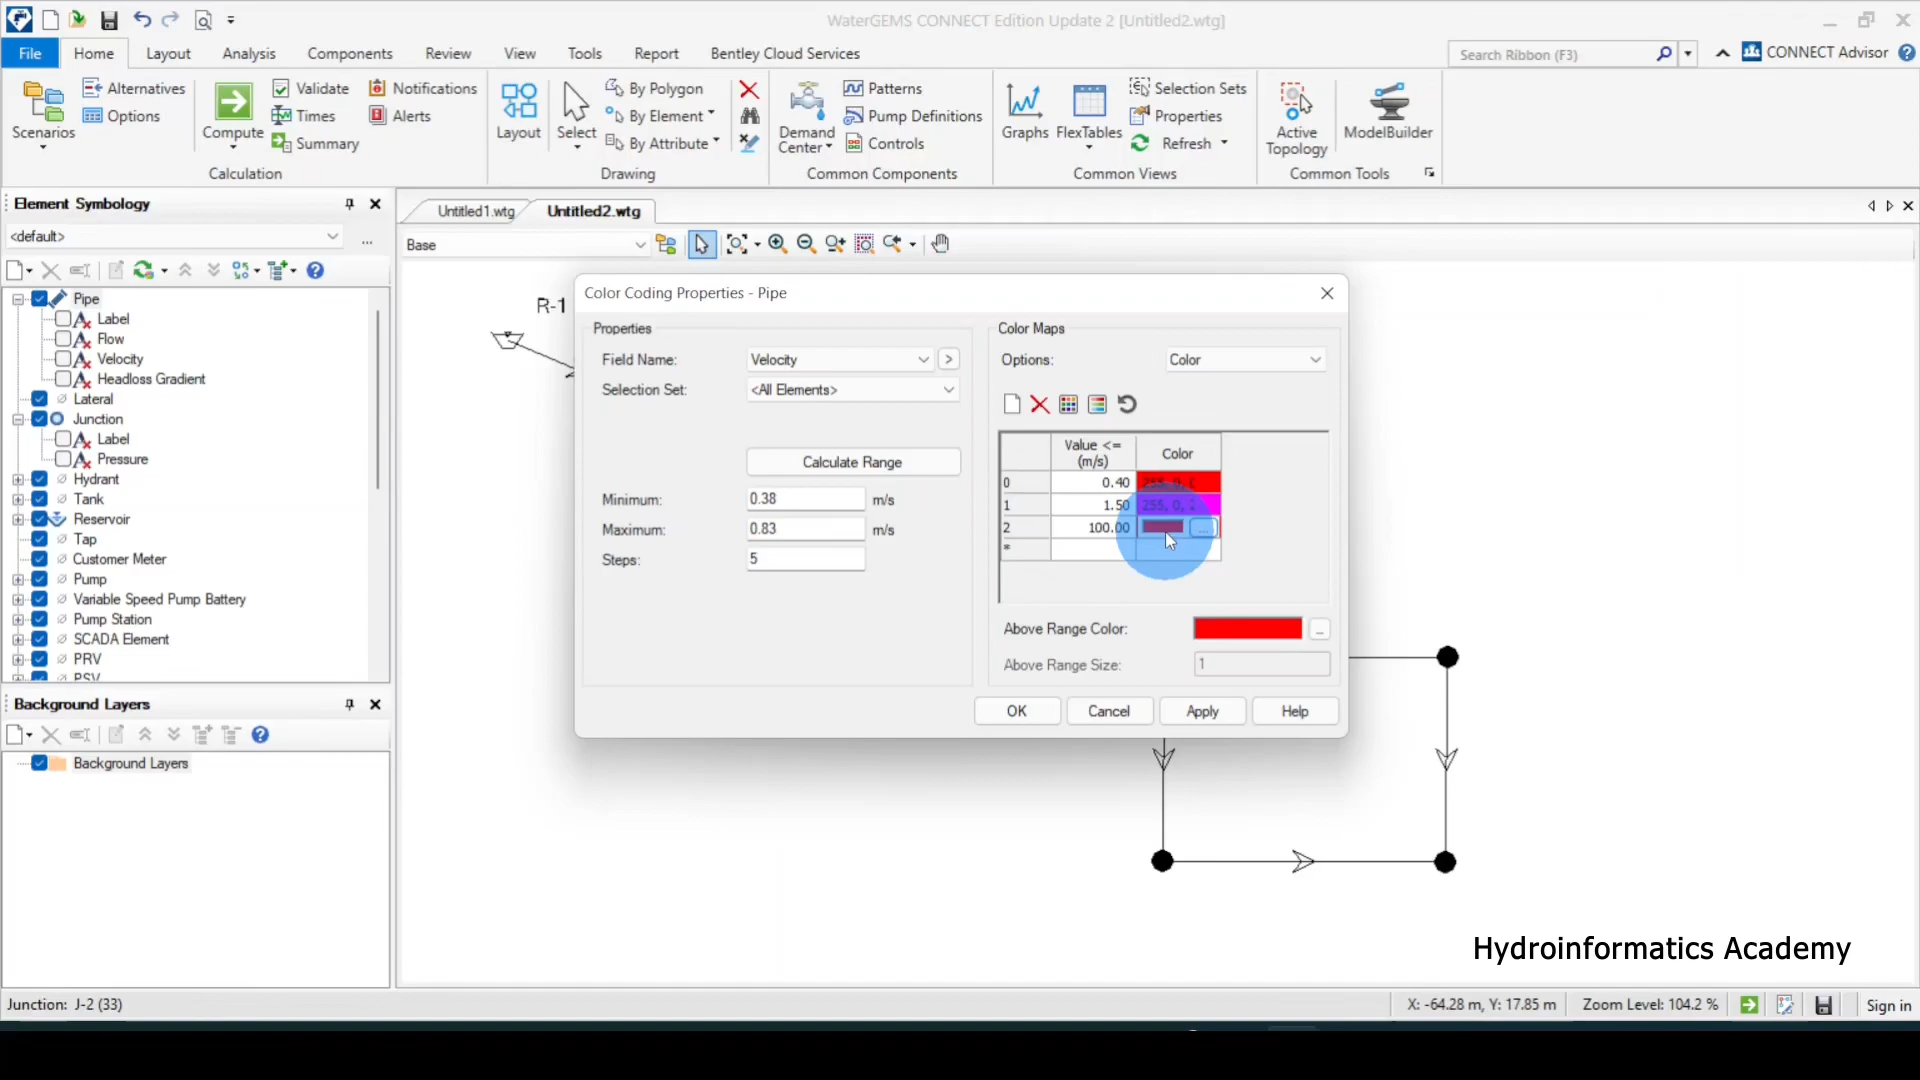 WaterGEMS CONNECT Edition Update 2 [Untitled2.wtg]
File Home Layout Analysis Components Review View Tools Report Bentley Cloud Services
Search Ribbon (F3) CONNECT Advisor
Scenarios
Alternatives
Options
Compute
Validate
Times
Summary
Notifications
Alerts
Calculation
Layout
Select
By Polygon
By Element
By Attribute
Drawing
Demand Center
Patterns
Pump Definitions
Controls
Common Components
Graphs
FlexTables
Selection Sets
Properties
Refresh
Common Views
Active Topology
ModelBuilder
Common Tools
Element Symbology
<default>
...
Pipe
Label
Flow
Velocity
Headloss Gradient
Lateral
Junction
Label
Pressure
Hydrant
Tank
Reservoir
Tap
Customer Meter
Pump
Variable Speed Pump Battery
Pump Station
SCADA Element
PRV
PSV
Background Layers
Background Layers
Untitled1.wtg Untitled2.wtg
Base
R-1
Color Coding Properties - Pipe
Properties
Field Name: Velocity >
Selection Set: <All Elements>
Calculate Range
Minimum: 0.38 m/s
Maximum: 0.83 m/s
Steps: 5
Color Maps
Options: Color
Value <= (m/s) Color
0 0.40 255, 0, 0
1 1.50 255, 0, 2
2 100.00 ...
*
Above Range Color: ...
Above Range Size: 1
OK Cancel Apply Help
Hydroinformatics Academy
Junction: J-2 (33)
X: -64.28 m, Y: 17.85 m Zoom Level: 104.2 % Sign in